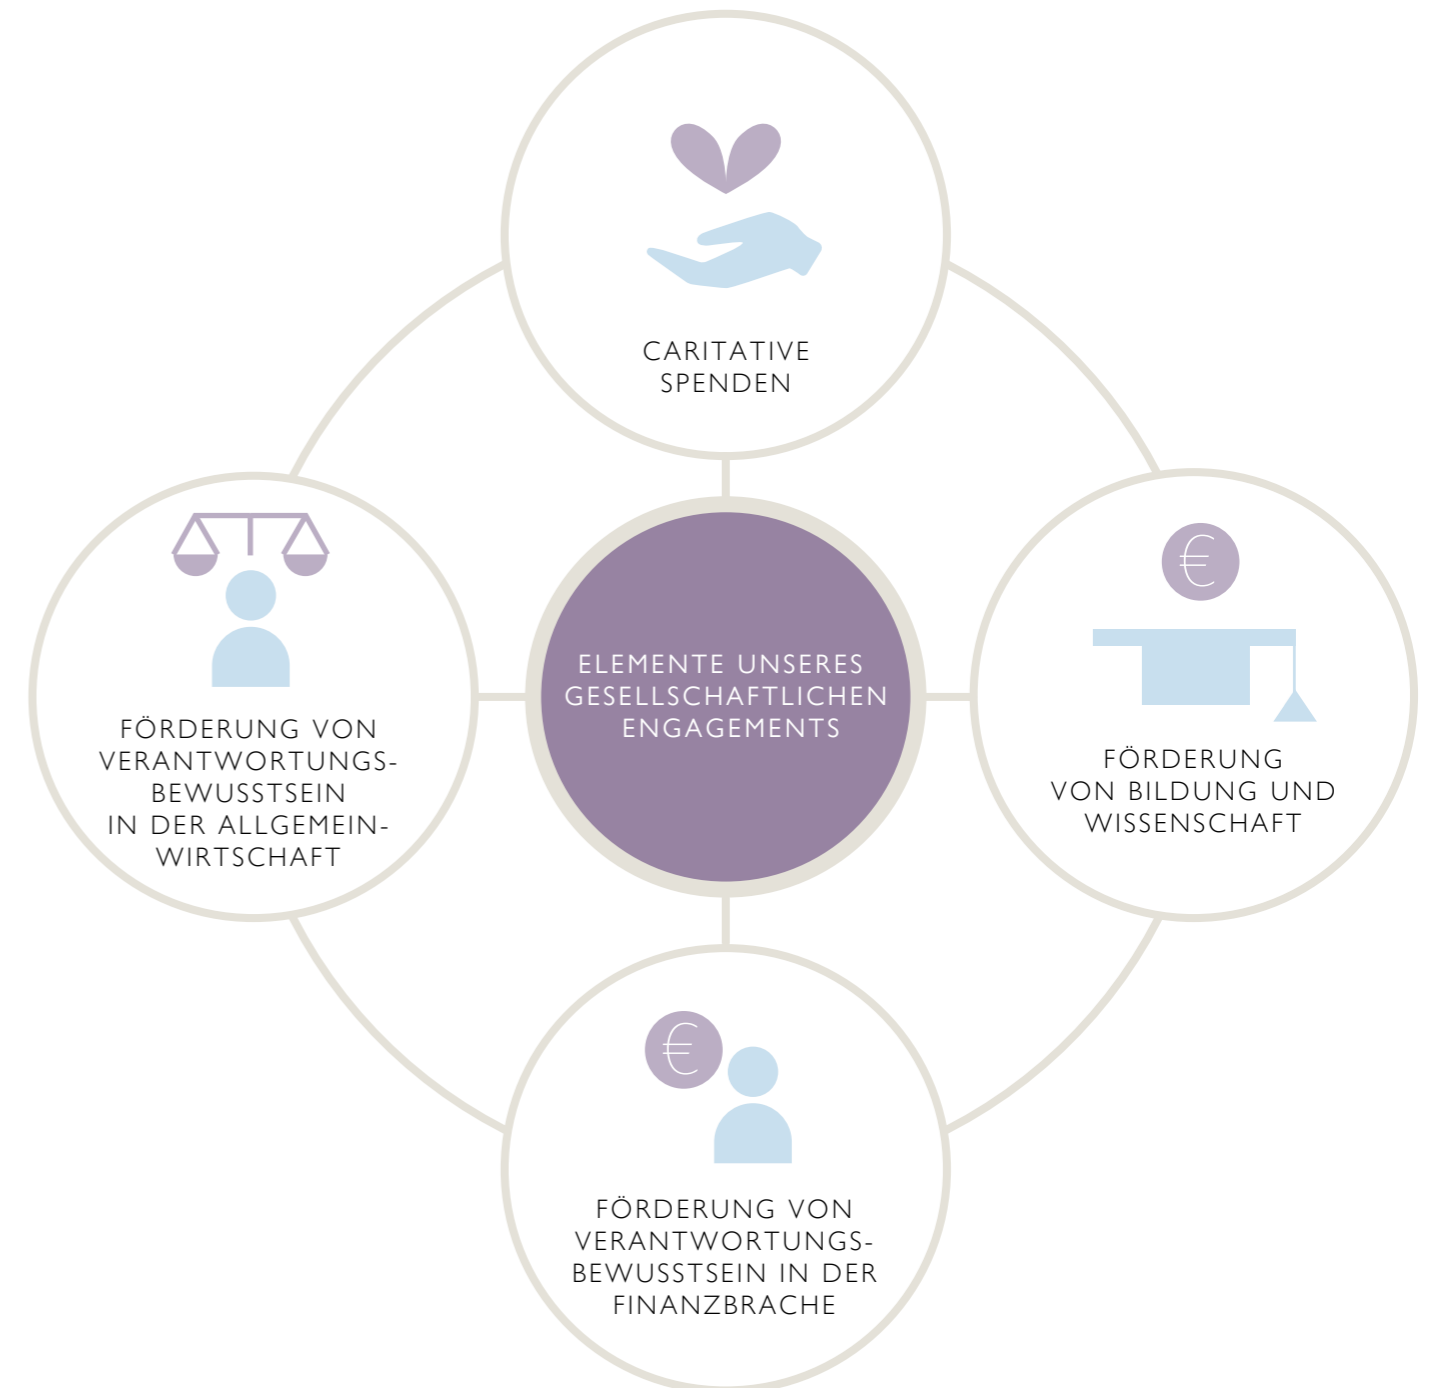 CARITATIVE
SPENDEN
ELEMENTE UNSERES
GESELLSCHAFTLICHEN
ENGAGEMENTS
FÖRDERUNG VON
VERANTWORTUNGS-
BEWUSSTSEIN
IN DER ALLGEMEIN-
WIRTSCHAFT
€
FÖRDERUNG
VON BILDUNG UND
WISSENSCHAFT
€
FÖRDERUNG VON
VERANTWORTUNGS-
BEWUSSTSEIN IN DER
FINANZBRACHE